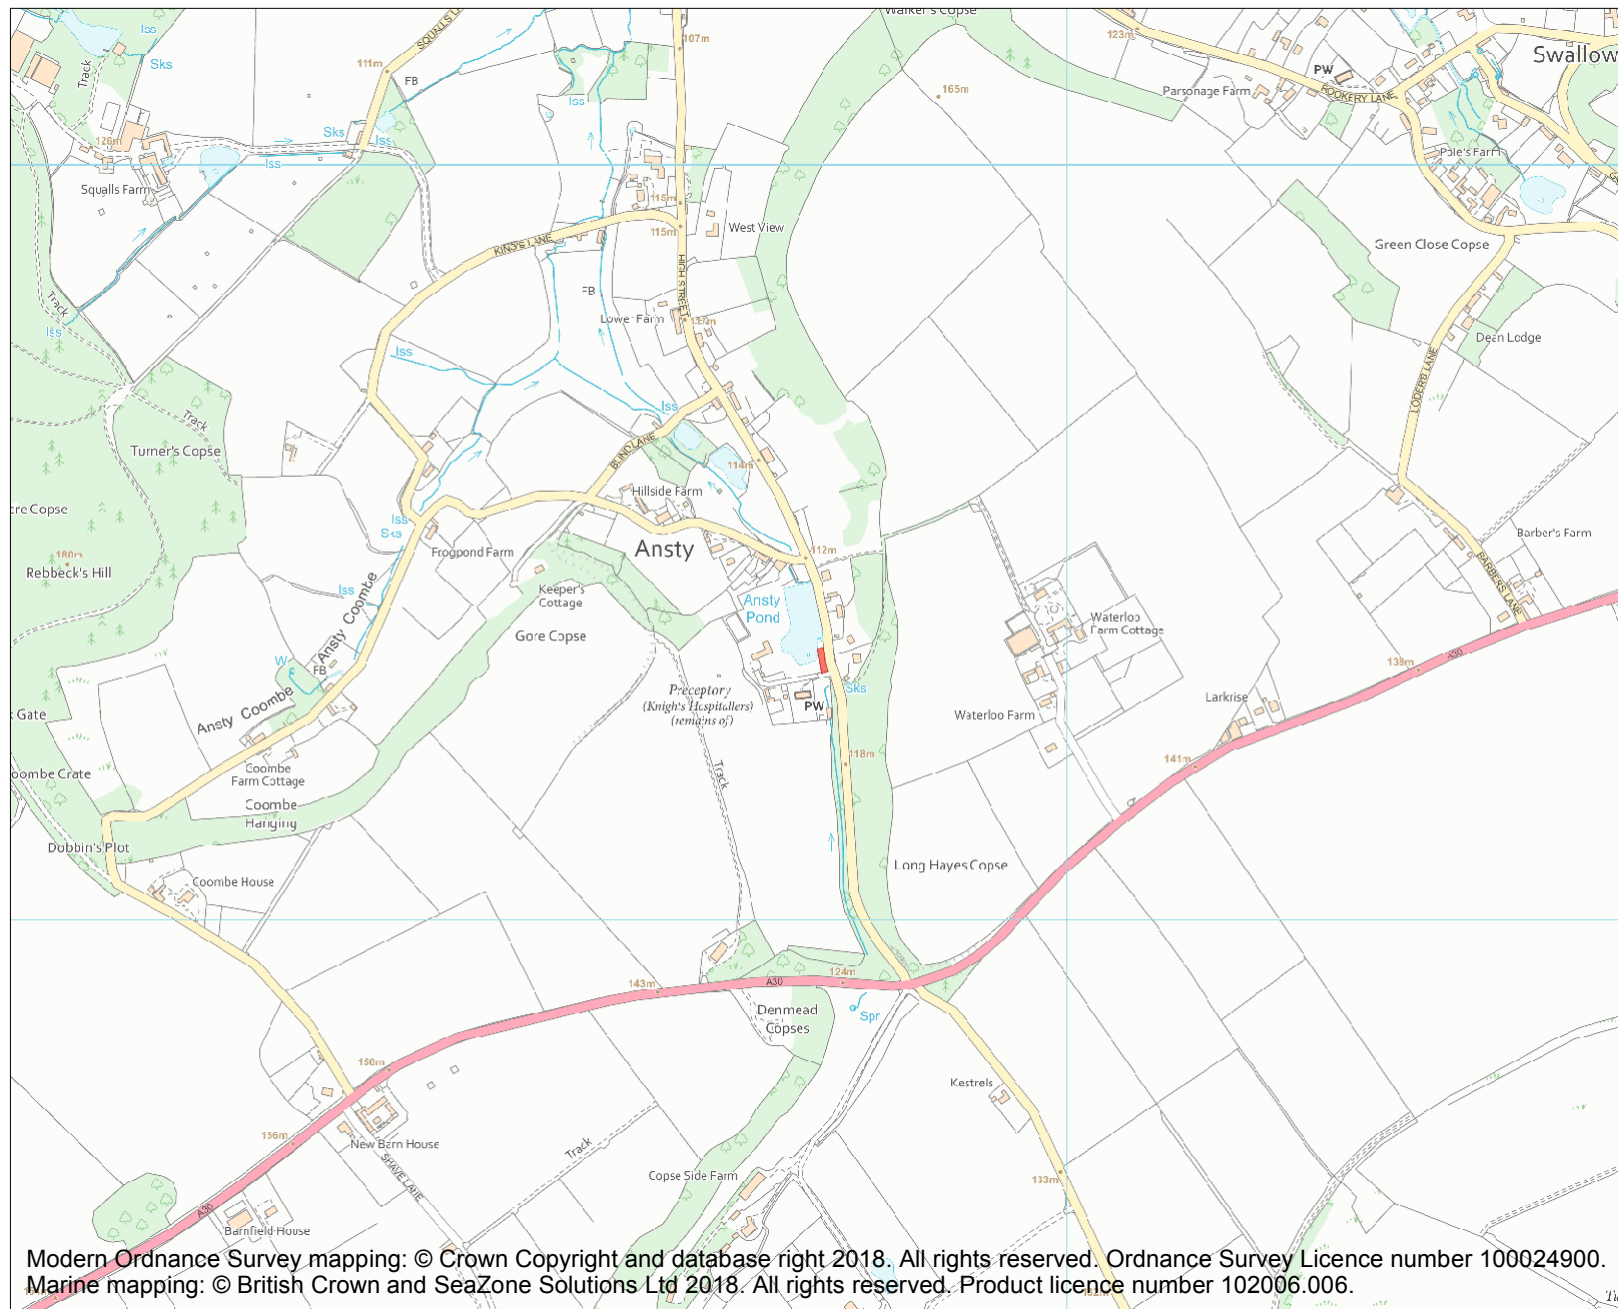 Iss
Sks
Track
SQUALLS L
111m
FB
107m
Walker's Copse
165m
123m
PW
Parsonage Farm
ROOKERY LANE
Swallow
Sks
Iss
Iss
Iss
126m
Squalls Farm
Pole's Farm
115m
115m
West View
KING'S LANE
HIGH STREET
Green Close Copse
FB
Track
Iss
Lower Farm
117m
Dean Lodge
LODERS LANE
Iss
Iss
Track
Turner's Copse
BLIND LANE
114m
Hillside Farm
cre Copse
Iss
Sks
180m
Rebbeck's Hill
Frogpond Farm
Ansty
112m
Barber's Farm
BARBERS LANE
Iss
Ansty Coombe
Keeper's
Cottage
Gore Copse
Ansty
Pond
Waterloo
Farm Cottage
W
FB
139m
A30
Preceptory
(Knights Hospitallers)
(remains of)
PW
Sks
Larkrise
Waterloo Farm
Gate
Ansty Coombe
118m
141m
oombe Crate
Coombe
Farm Cottage
Track
Coombe
Hanging
Dobbin's Plot
Coombe House
Long Hayes Copse
143m
A30
124m
Denmead
Copses
Spr
156m
Kestrels
156m
New Barn House
SHAVE LANE
Track
Copse Side Farm
133m
A30
Barnfield House
Modern Ordnance Survey mapping: © Crown Copyright and database right 2018. All rights reserved. Ordnance Survey Licence number 100024900.
Marine mapping: © British Crown and SeaZone Solutions Ltd 2018. All rights reserved. Product licence number 102006.006.